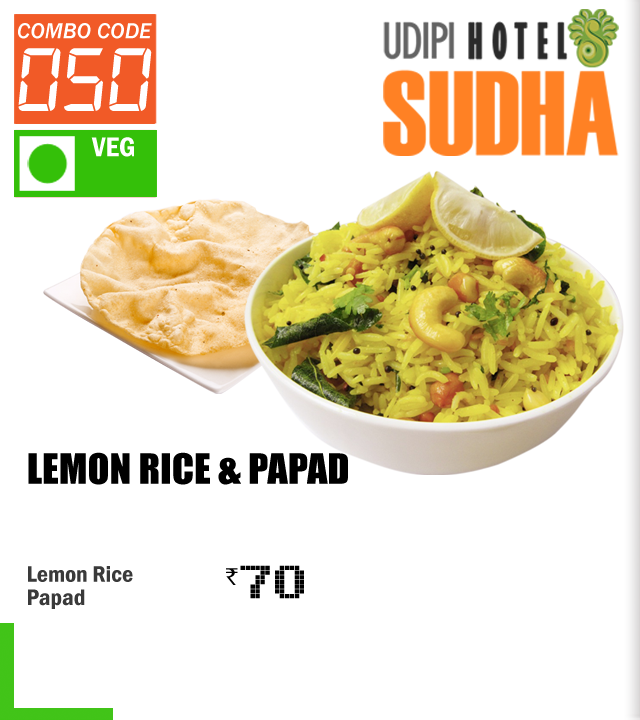 COMBO CODE
050
VEG
UDIPI HOTEL
SUDHA
LEMON RICE & PAPAD
Lemon Rice
Papad
₹70